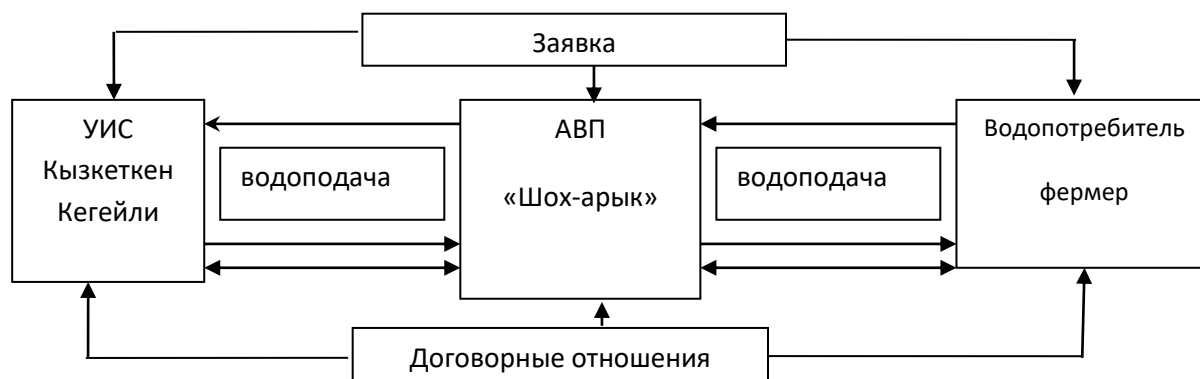 Заявка
УИС
Кызкеткен
Кегейли
водоподача
АВП
«Шох-арык»
водоподача
Водопотребитель
фермер
Договорные отношения